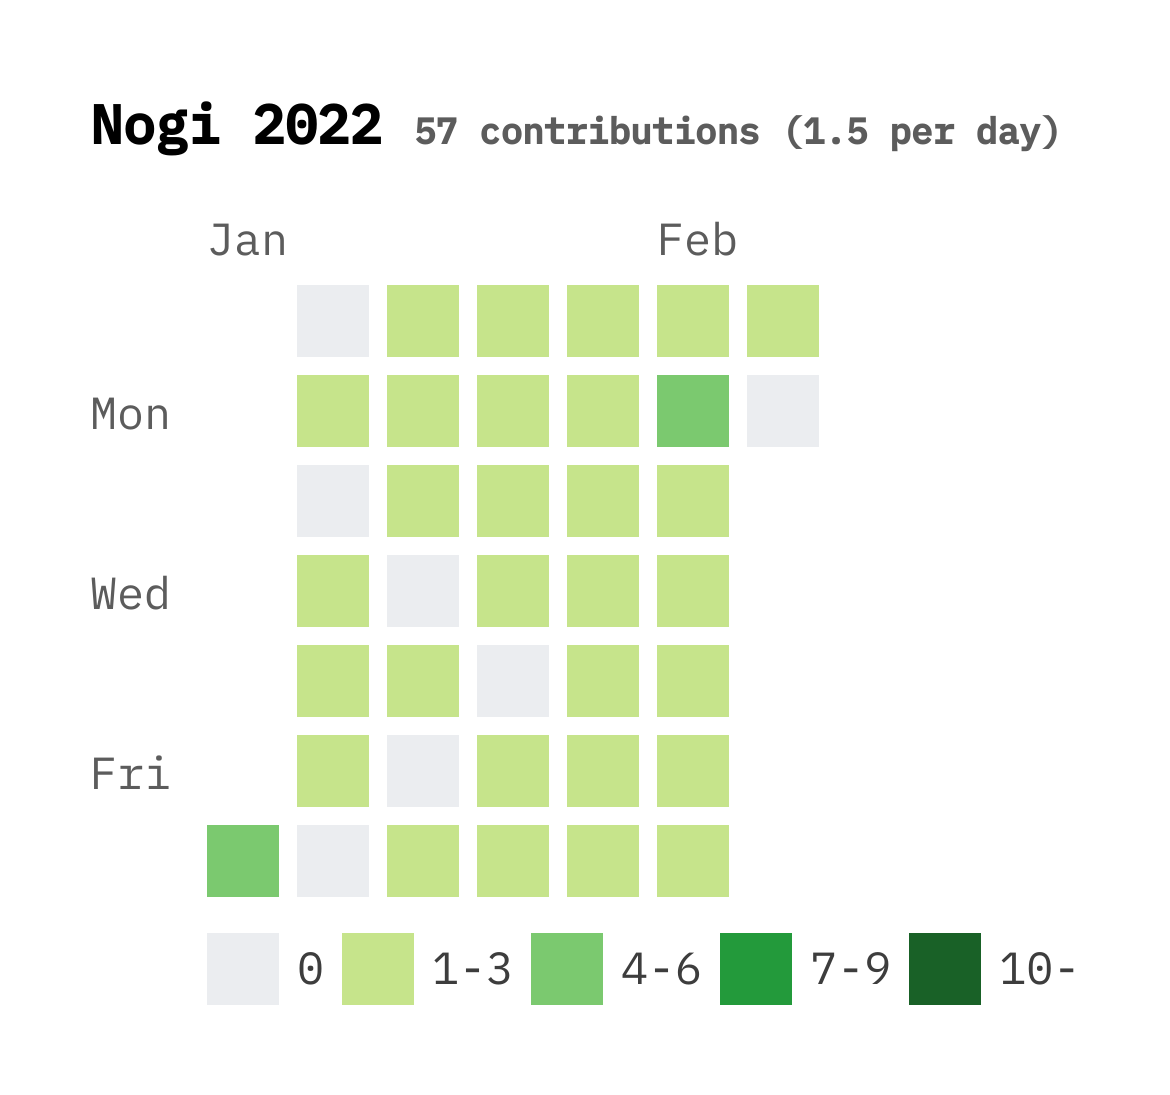 Nogi 2022 57 contributions (1.5 per day)
Jan Feb
Mon
Wed
Fri
0 1-3 4-6 7-9 10-